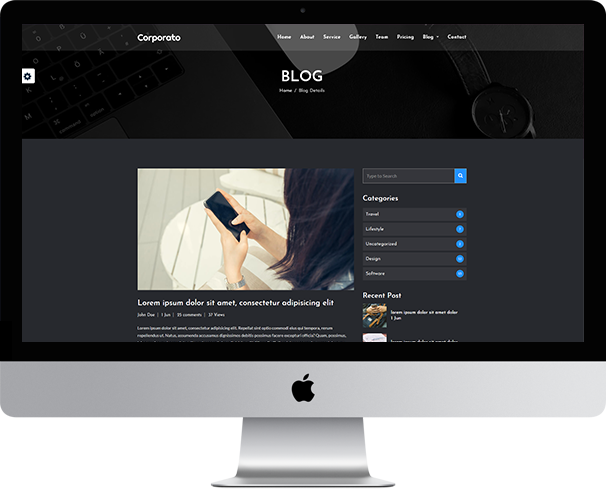 Corporato
Home About Service Gallery Team Pricing Blog Contact
BLOG
Home / Blog Details
Type to Search
Categories
Travel
Lifestyle
Uncategorized
Design
Software
Lorem ipsum dolor sit amet, consectetur adipisicing elit
John Doe | 1 Jun | 35 comments | 37 Views
Lorem ipsum dolor sit amet, consectetur adipisicing elit. Repellat sint optio commodi eius qui tempora, rerum
repellendus ut. Natus, assumenda accusamus dignissimos debitis possimus facere excepturi officia? Quam, possimus,
Recent Post
lorem ipsum dolor sit amet dolor
1 Jun
lorem ipsum dolor sit amet dolor